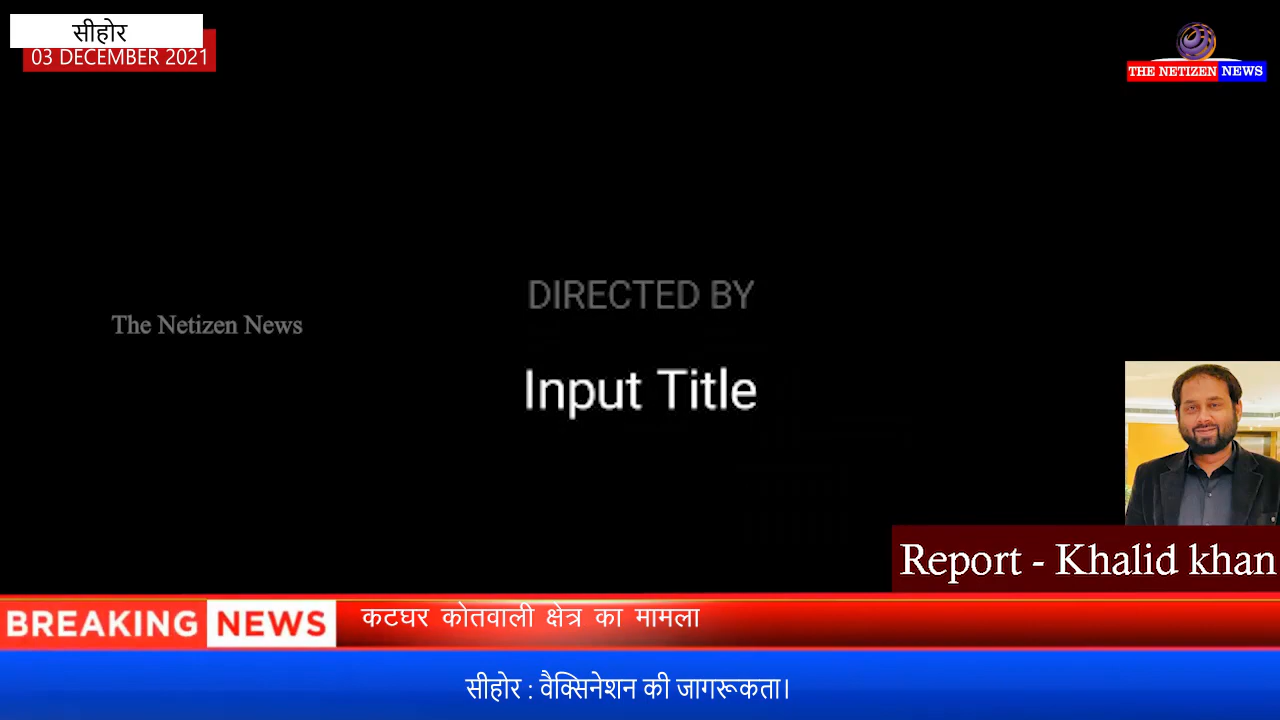 सीहोर
03 DECEMBER 2021
THE NETIZEN NEWS
DIRECTED BY
The Netizen News
Input Title
Report - Khalid khan
BREAKING NEWS
कटघर कोतवाली क्षेत्र का मामला
सीहोर : वैक्सिनेशन की जागरूकता।